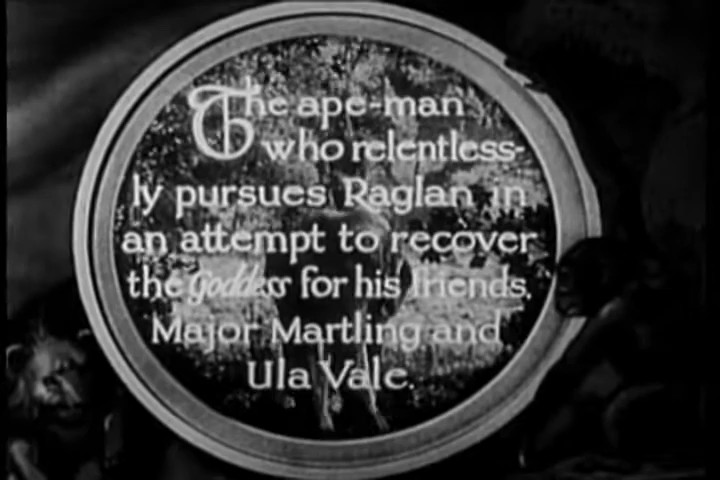 The ape-man
who relentless-
ly pursues Raglan in
an attempt to recover
the Goddess for his friends,
Major Martling and
Ula Vale.